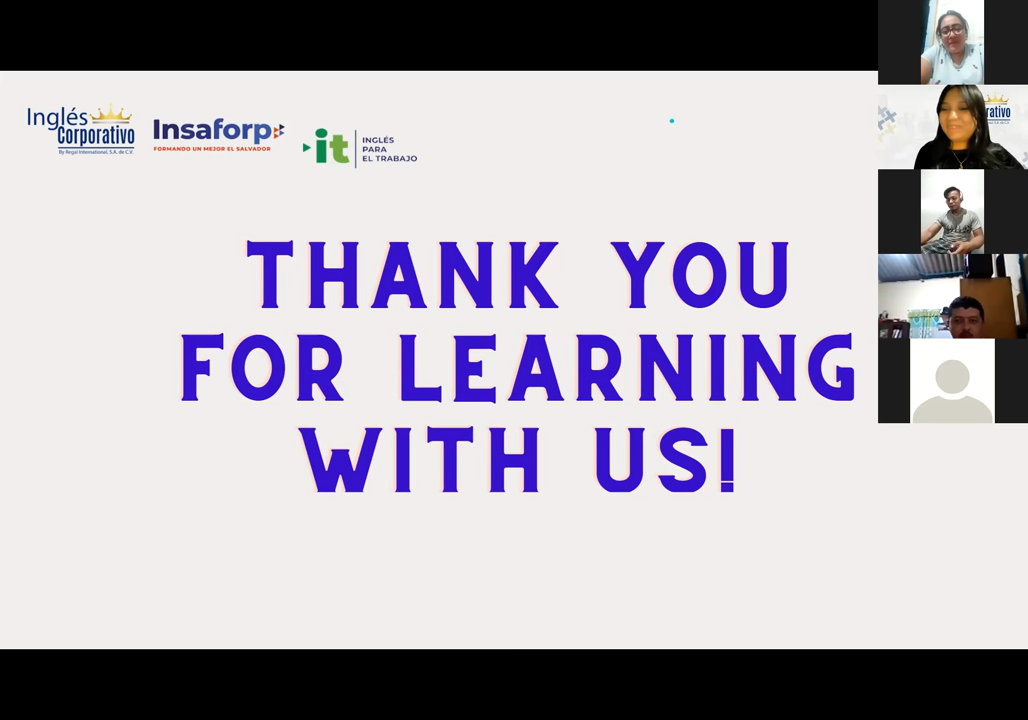 Inglés
Corporativo
By Regal International, S.A. de C.V.
Insaforp
FORMANDO UN MEJOR EL SALVADOR
it
INGLÉS
PARA
EL TRABAJO
THANK YOU
FOR LEARNING
WITH US!
ativo